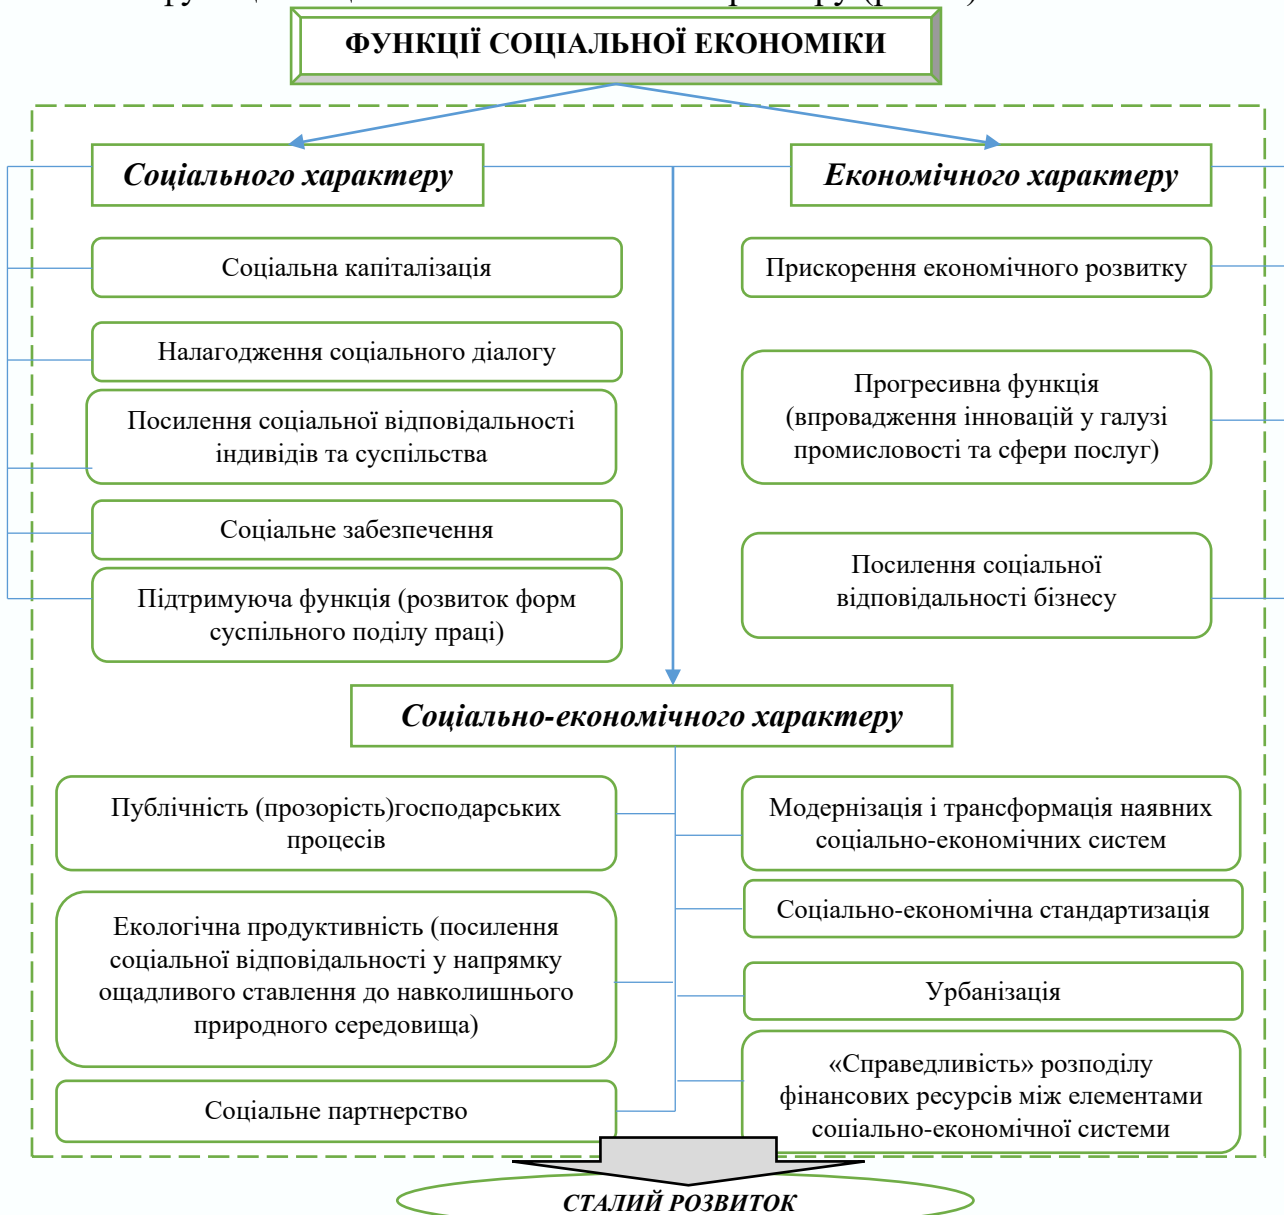 ФУНКЦІЇ СОЦІАЛЬНОЇ ЕКОНОМІКИ
Соціального характеру
Економічного характеру
Соціальна капіталізація
Налагодження соціального діалогу
Посилення соціальної відповідальності
індивідів та суспільства
Соціальне забезпечення
Підтримуюча функція (розвиток форм
суспільного поділу праці)
Прискорення економічного розвитку
Прогресивна функція
(впровадження інновацій у галузі
промисловості та сфери послуг)
Посилення соціальної
відповідальності бізнесу
Соціально-економічного характеру
Публічність (прозорість)господарських
процесів
Екологічна продуктивність (посилення
соціальної відповідальності у напрямку
ощадливого ставлення до навколишнього
природного середовища)
Соціальне партнерство
Модернізація і трансформація наявних
соціально-економічних систем
Соціально-економічна стандартизація
Урбанізація
«Справедливість» розподілу
фінансових ресурсів між елементами
соціально-економічної системи
СТАЛИЙ РОЗВИТОК